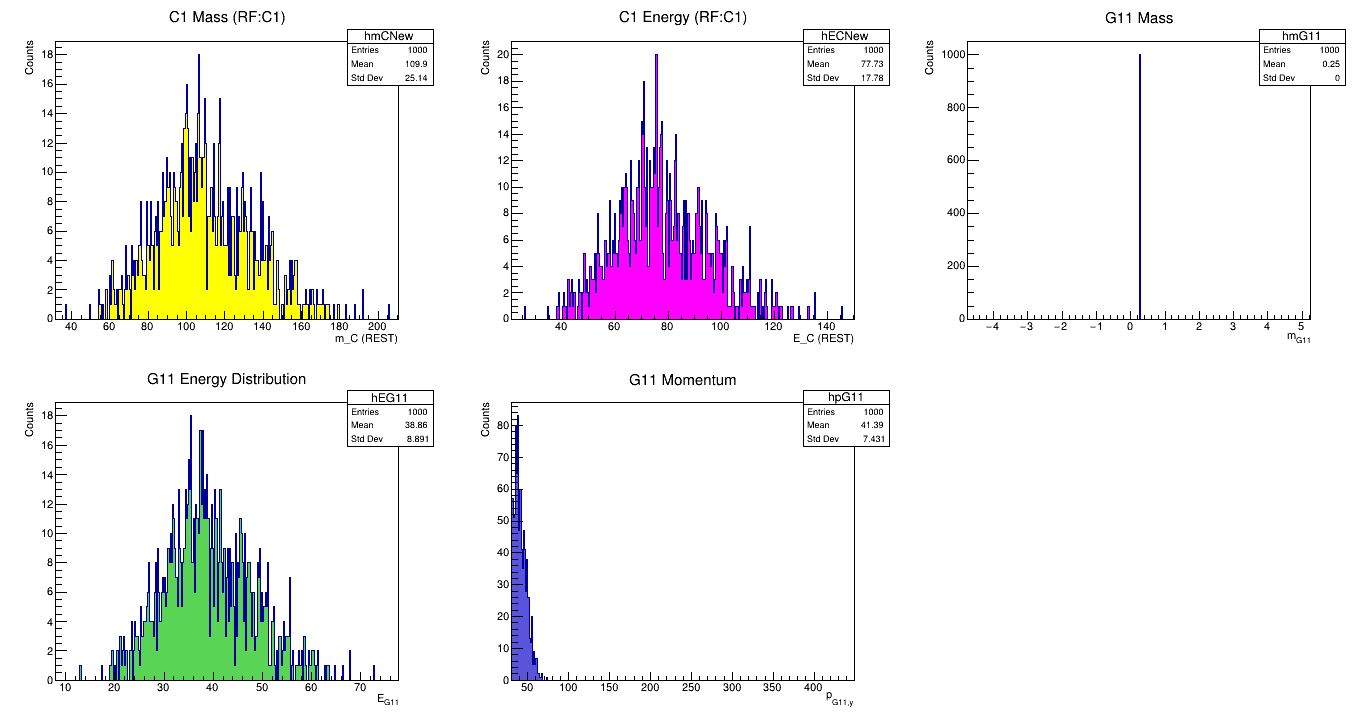 C1 Mass (RF:C1)
hmCNew
Entries 1000
Mean 109.9
Std Dev 25.14
Counts
18
16
14
12
10
8
6
4
2
0
40 60 80 100 120 140 160 180 200
m_C (REST)
C1 Energy (RF:C1)
hECNew
Entries 1000
Mean 77.73
Std Dev 17.78
Counts
20
18
16
14
12
10
8
6
4
2
0
40 60 80 100 120 140
E_C (REST)
G11 Mass
hmG11
Entries 1000
Mean 0.25
Std Dev 0
Counts
1000
800
600
400
200
0
−4 −3 −2 −1 0 1 2 3 4 5
m_G11
G11 Energy Distribution
hEG11
Entries 1000
Mean 38.86
Std Dev 8.891
Counts
18
16
14
12
10
8
6
4
2
0
10 20 30 40 50 60 70
E_G11
G11 Momentum
hpG11
Entries 1000
Mean 41.39
Std Dev 7.431
Counts
80
70
60
50
40
30
20
10
0
50 100 150 200 250 300 350 400
p_G11,y